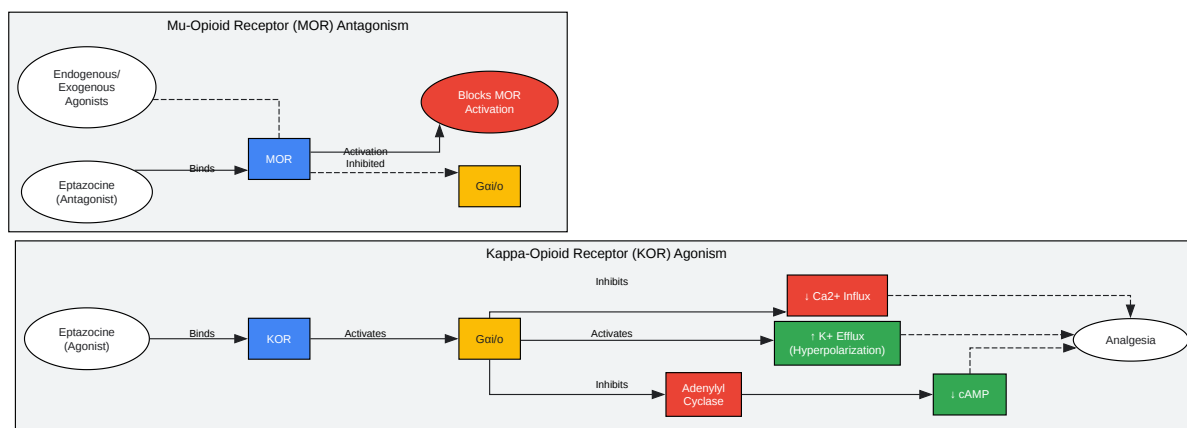 Mu-Opioid Receptor (MOR) Antagonism
Endogenous/
Exogenous
Agonists
Blocks MOR
Activation
MOR
Activation
Inhibited
Binds
Eptazocine
(Antagonist)
Gαi/o
Kappa-Opioid Receptor (KOR) Agonism
Inhibits
↓ Ca2+ Influx
Eptazocine
(Agonist)
Binds
KOR
Activates
Gαi/o
Activates
↑ K+ Efflux
(Hyperpolarization)
Analgesia
Inhibits
Adenylyl
Cyclase
↓ cAMP